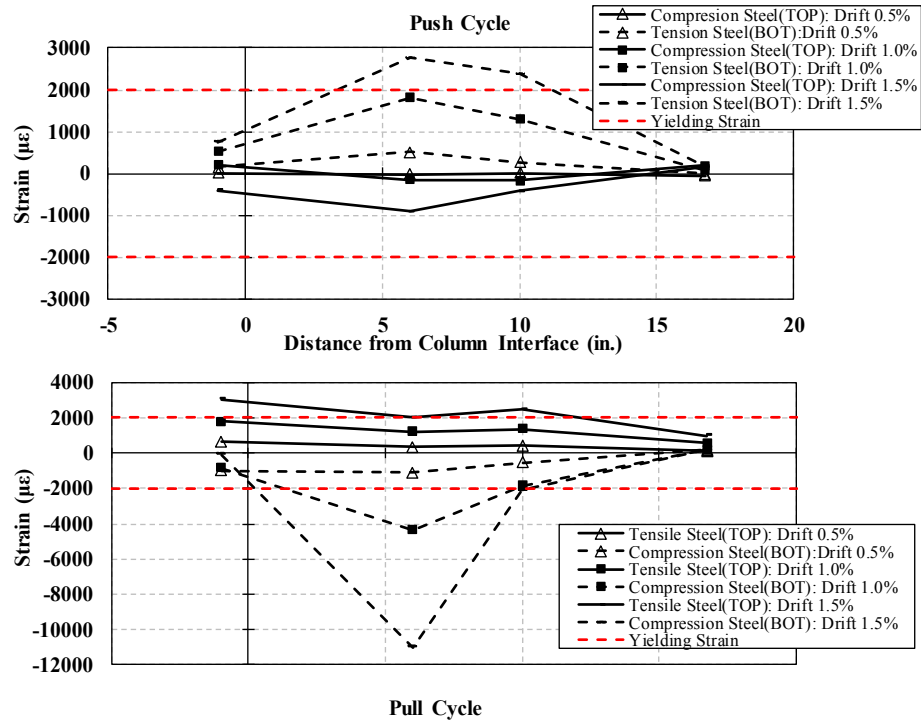 Push Cycle
Compresion Steel(TOP): Drift 0.5%
Tension Steel(BOT):Drift 0.5%
Compression Steel(TOP): Drift 1.0%
Tension Steel(BOT): Drift 1.0%
Compression Steel(TOP): Drift 1.5%
Tension Steel(BOT): Drift 1.5%
Yielding Strain
3000
2000
1000
0
-1000
-2000
-3000
Strain (με)
-5 0 5 10 15 20
Distance from Column Interface (in.)
4000
2000
0
-2000
-4000
-6000
-8000
-10000
-12000
Strain (με)
Tensile Steel(TOP): Drift 0.5%
Compression Steel(BOT):Drift 0.5%
Tensile Steel(TOP): Drift 1.0%
Compression Steel(BOT): Drift 1.0%
Tensile Steel(TOP): Drift 1.5%
Compression Steel(BOT): Drift 1.5%
Yielding Strain
Pull Cycle